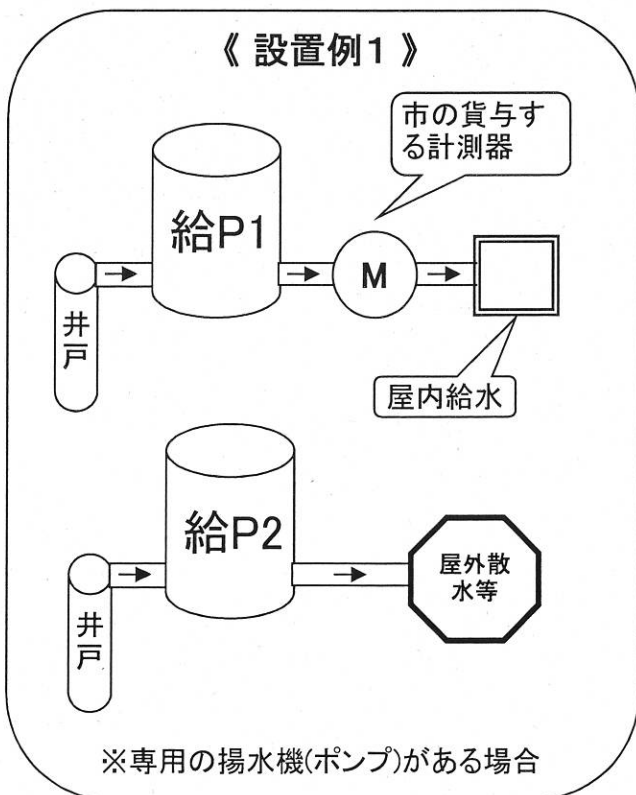 《 設置例1 》
市の貸与す
る計測器
給P1
M
井
戸
屋内給水
給P2
屋外散
水等
井
戸
※専用の揚水機(ポンプ)がある場合